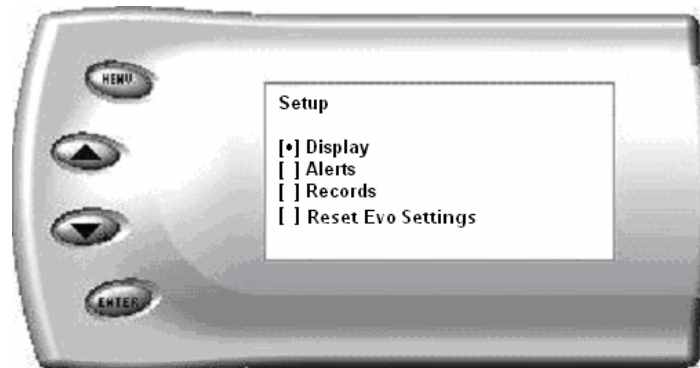 MENU
Setup
[•] Display
[ ] Alerts
[ ] Records
[ ] Reset Evo Settings
ENTER